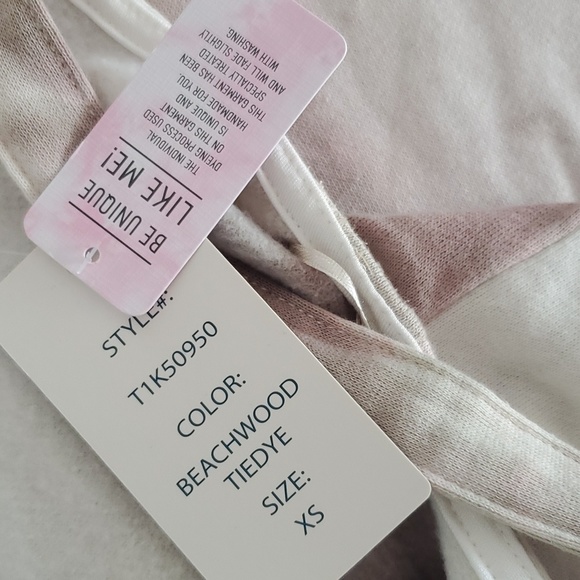 BE UNIQUE
LIKE ME!
THE INDIVIDUAL
DYEING PROCESS USED
ON THIS GARMENT
IS UNIQUE AND
HANDMADE FOR YOU.
THIS GARMENT HAS BEEN
SPECIALLY TREATED
AND WILL FADE SLIGHTLY
WITH WASHING.
STYLE#:
T1K50950
COLOR:
BEACHWOOD
TIEDYE
SIZE:
XS